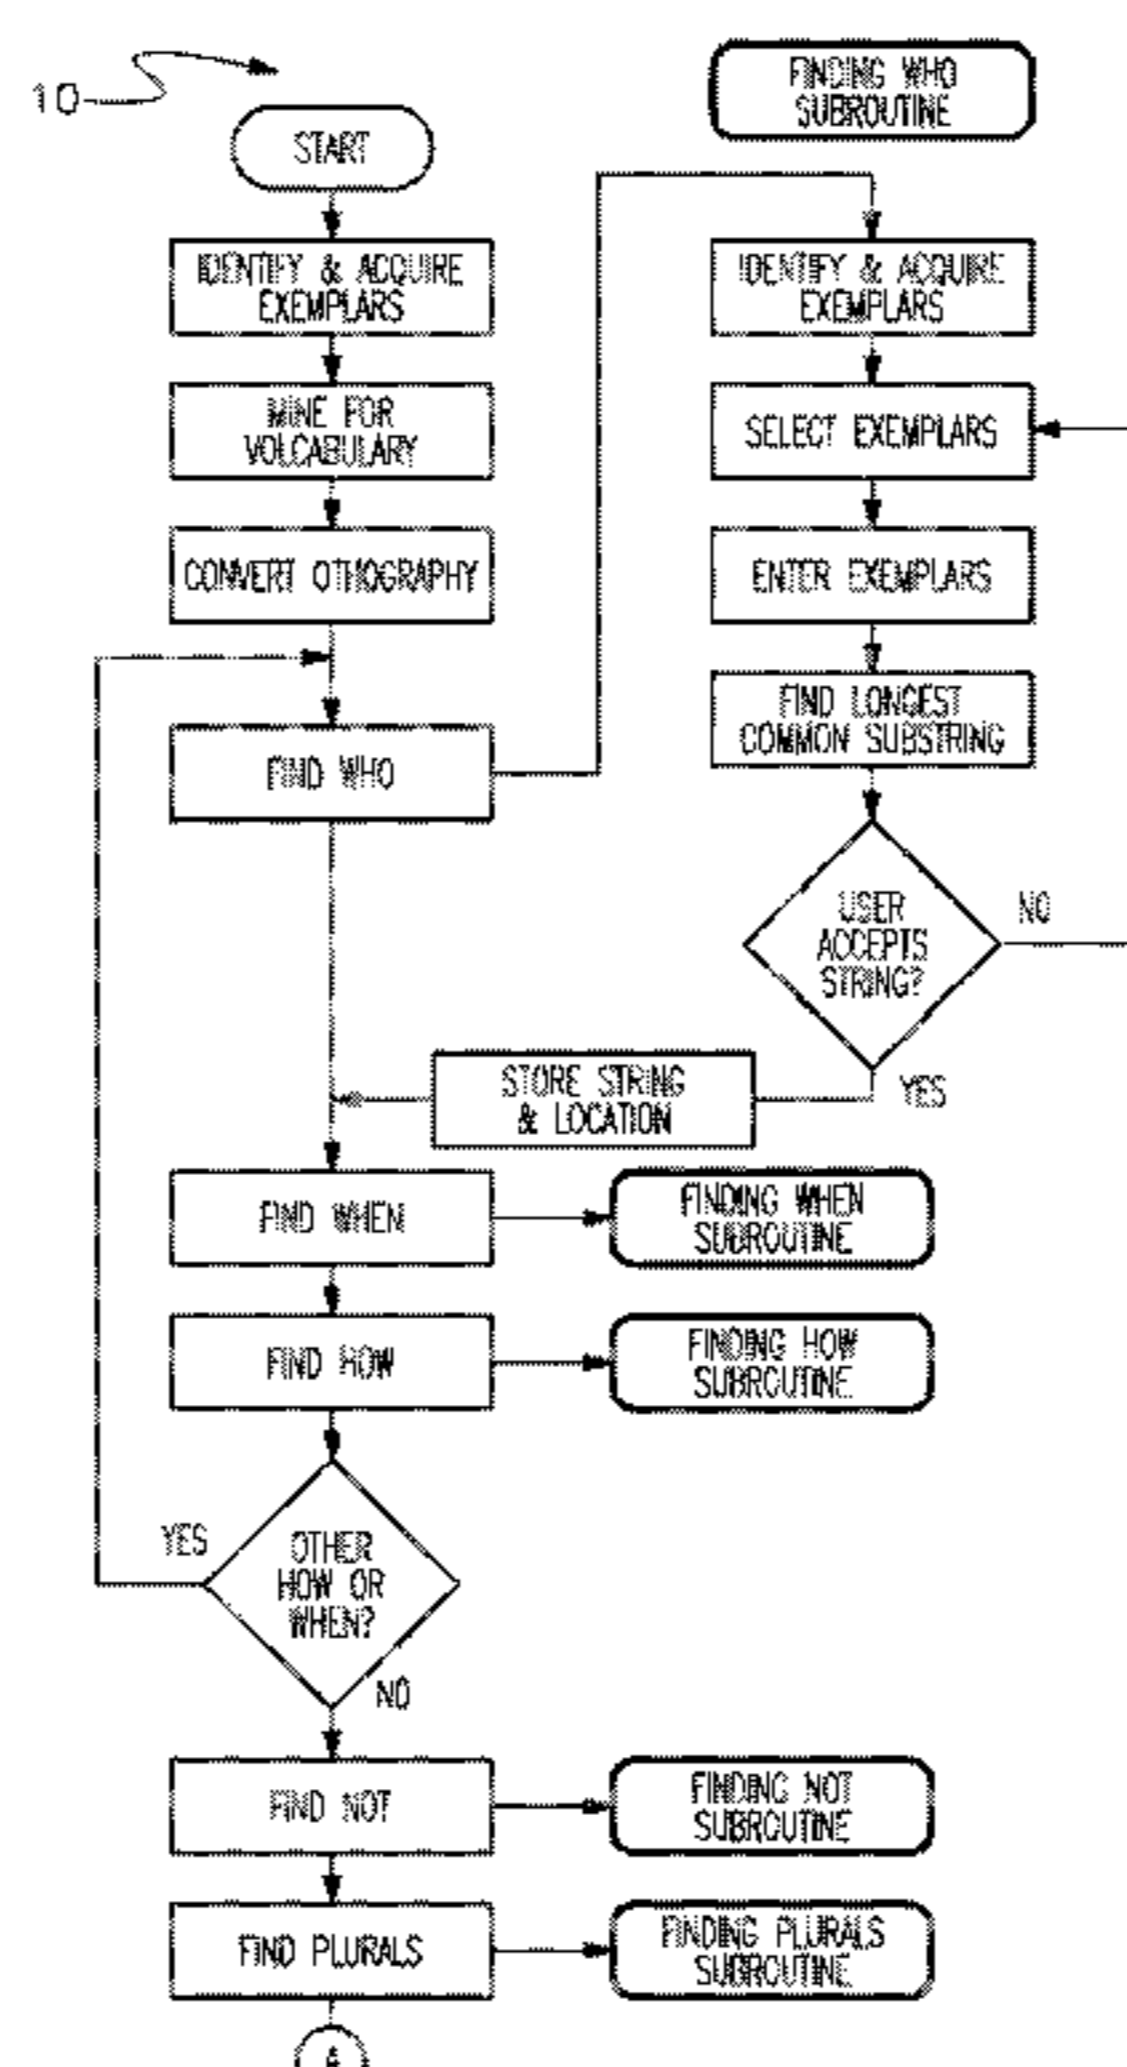 10
START
IDENTIFY & ACQUIRE
EXEMPLARS
MINE FOR
VOLCABULARY
CONVERT OTHOGRAPHY
FIND WHO
FINDING WHO
SUBROUTINE
IDENTIFY & ACQUIRE
EXEMPLARS
SELECT EXEMPLARS
ENTER EXEMPLARS
FIND LONGEST
COMMON SUBSTRING
USER
ACCEPTS
STRING?
NO
YES
STORE STRING
& LOCATION
FIND WHEN
FINDING WHEN
SUBROUTINE
FIND HOW
FINDING HOW
SUBROUTINE
OTHER
HOW OR
WHEN?
YES
NO
FIND NOT
FINDING NOT
SUBROUTINE
FIND PLURALS
FINDING PLURALS
SUBROUTINE